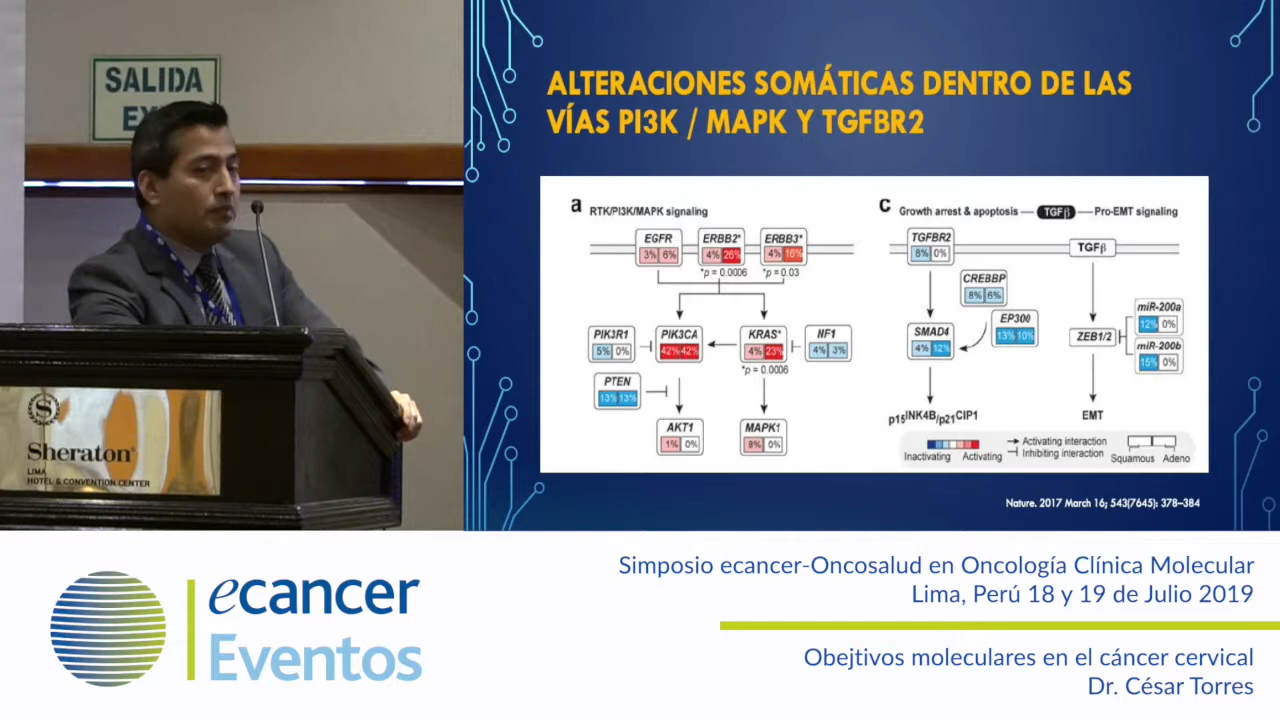 SALIDA
ALTERACIONES SOMÁTICAS DENTRO DE LAS
VÍAS PI3K / MAPK Y TGFBR2
a RTK/PI3K/MAPK signaling
EGFR
3% 6%
ERBB2*
4% 26%
*p = 0.0006
ERBB3*
4% 16%
*p = 0.03
PIK3R1
5% 0%
PIK3CA
42% 42%
KRAS*
4% 23%
*p = 0.0006
NF1
4% 3%
PTEN
13% 13%
AKT1
1% 0%
MAPK1
8% 0%
c Growth arrest & apoptosis — TGFβ — Pro-EMT signaling
TGFBR2
8% 0%
TGFβ
CREBBP
8% 6%
EP300
13% 10%
SMAD4
4% 12%
ZEB1/2
miR-200a
12% 0%
miR-200b
15% 0%
p15INK4B/p21CIP1
EMT
Inactivating Activating
Activating interaction
Inhibiting interaction
Squamous Adeno
Nature. 2017 March 16; 543(7645): 378–384
S
Sheraton
LIMA
HOTEL & CONVENTION CENTER
ecancer
Eventos
Simposio ecancer-Oncosalud en Oncología Clínica Molecular
Lima, Perú 18 y 19 de Julio 2019
Obejtivos moleculares en el cáncer cervical
Dr. César Torres